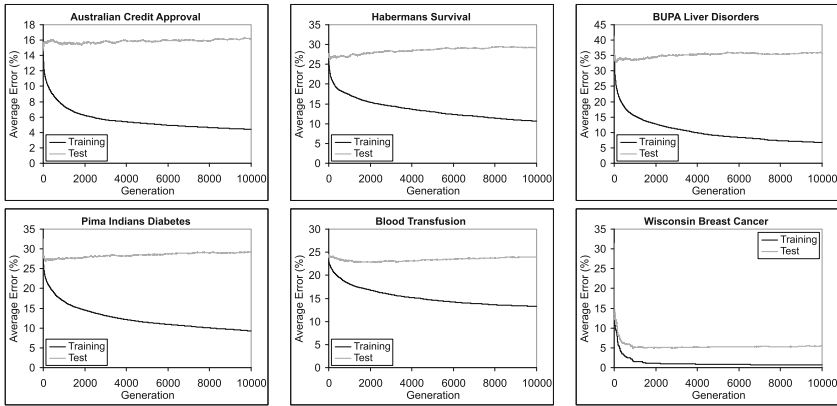 Australian Credit Approval
Average Error (%)
18
16
14
12
10
8
6
4
2
0
Training
Test
0 2000 4000 6000 8000 10000
Generation
Habermans Survival
Average Error (%)
35
30
25
20
15
10
5
0
Training
Test
0 2000 4000 6000 8000 10000
Generation
BUPA Liver Disorders
Average Error (%)
45
40
35
30
25
20
15
10
5
0
Training
Test
0 2000 4000 6000 8000 10000
Generation
Pima Indians Diabetes
Average Error (%)
35
30
25
20
15
10
5
0
Training
Test
0 2000 4000 6000 8000 10000
Generation
Blood Transfusion
Average Error (%)
30
25
20
15
10
5
0
Training
Test
0 2000 4000 6000 8000 10000
Generation
Wisconsin Breast Cancer
Average Error (%)
35
30
25
20
15
10
5
0
Training
Test
0 2000 4000 6000 8000 10000
Generation